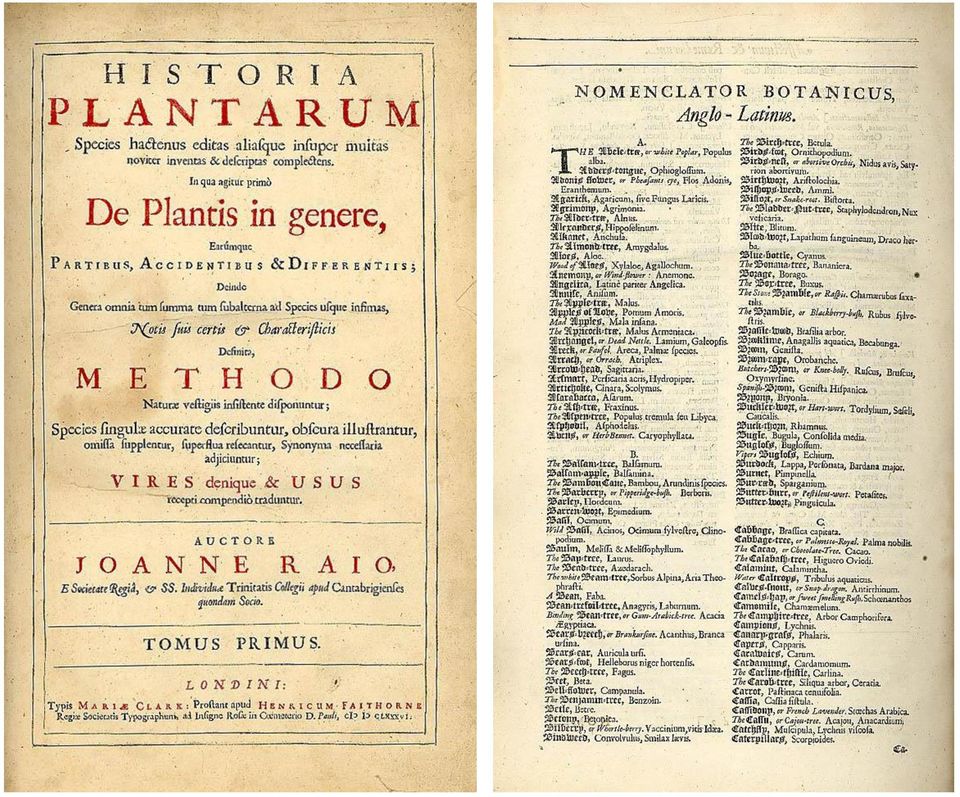 HISTORIA
PLANTARUM
Species hactenus editas aliasque insuper multas
noviter inventas & descriptas complectens.
In qua agitur primò
De Plantis in genere,
Earúmque
PARTIBUS, ACCIDENTIBUS & DIFFERENTIIS;
Deinde
Genera omnia tum summa tum subalterna ad Species usque infimas,
Notis suis certis & Characteristicis
Definita,
METHODO
Naturæ vestigiis insistente disponuntur;
Species singulæ accurate describuntur, obscura illustrantur,
omissa supplentur, superflua resecantur, Synonyma necessaria
adjiciuntur;
VIRES denique & USUS
recepti compendiò traduntur.
AUCTORE
JOANNE RAIO,
E Societate Regiâ, & SS. Individuæ Trinitatis Collegii apud Cantabrigienses
quondam Socio.
TOMUS PRIMUS.
LONDINI:
Typis MARIÆ CLARK: Prostant apud HENRICUM FAITHORNE
Regiæ Societatis Typographum, ad Insigne Rosæ in Cœmeterio D. Pauli, cIↃ IↃ CLXXXVI.
NOMENCLATOR BOTANICUS,
Anglo-Latinus.
A.
THE Abele-tree, or white Poplar, Populus
alba.
Adders-tongue, Ophioglossum.
Adonis flower, or Pheasants eye, Flos Adonis,
Eranthemum.
Agarick, Agaricum, sive Fungus Laricis.
Agrimony, Agrimonia.
The Alder-tree, Alnus.
Alexanders, Hipposelinum.
Alkanet, Anchusa.
The Almond-tree, Amygdalus.
Aloes, Aloe.
Wood of Aloes, Xylaloe, Agallochum.
Anemony, or Wind-flower: Anemone.
Angelica, Latinè pariter Angelica.
Annise, Anisum.
The Apple-tree, Malus.
Apples of Love, Pomum Amoris.
Mad Apples, Mala insana.
The Apricock-tree, Malus Armeniaca.
Archangel, or Dead Nettle. Lamium, Galeopsis.
Areck, or Faufel. Areca, Palmæ species.
Arrach, or Orrach. Atriplex.
Arrow-head, Sagittaria.
Arsmart, Persicaria acris, Hydropiper.
Artichoke, Cinara, Scolymus.
Asarabacca, Asarum.
The Ash-tree, Fraxinus.
The Aspen-tree, Populus tremula seu Libyca.
Asphodil, Asphodelus.
Avens, or Herb Bennet. Caryophyllata.
B.
The Balsam-tree, Balsamum.
Balsam-apple, Balsamina.
The Bambou Cane, Bambou, Arundinis species.
The Barberry, or Pipperidge-bush. Berberis.
Barley, Hordeum.
Barren-wort, Epimedium.
Basil, Ocimum.
Wild Basil, Acinos, Ocimum sylvestre, Clino-
podium.
Baulm, Melissa & Melissophyllum.
The Bay-tree, Laurus.
The Bead-tree, Azedarach.
The white Beam-tree, Sorbus Alpina, Aria Theo-
phrasti.
A Bean, Faba.
Bean-trefoil-tree, Anagyris, Laburnum.
Binding Bean-tree, or Gum-Arabick-tree. Acacia
Ægyptiaca.
Bears-breech, or Brankursine. Acanthus, Branca
ursina.
Bears-ear, Auricula ursi.
Bears-foot, Helleborus niger hortensis.
The Beech-tree, Fagus.
Beet, Beta.
Bell-flower, Campanula.
The Benjamin-tree, Benzoin.
Betle, Betre.
Betony, Betonica.
Bilberry, or Whortle-berry. Vaccinium, vitis Idæa.
Bindweed, Convolvulus, Smilax lævis.
The Birch-tree, Betula.
Birds-foot, Ornithopodium.
Birds-nest, or abortive Orchis, Nidus avis, Saty-
rion abortivum.
Birthwort, Aristolochia.
Bishops-weed. Ammi.
Bistort, or Snake-root. Bistorta.
The Bladder-Nut-tree, Staphylodendron, Nux
vesicaria.
Blite, Blitum.
Blood-wort, Lapathum sanguineum, Draco her-
ba.
Blue-bottle, Cyanus.
The Bonana-tree, Bananiera.
Borage, Borago.
The Box-tree, Buxus.
The Stone Bramble, or Raspis. Chamærubus saxa-
tilis.
The Bramble, or Blackberry-bush. Rubus sylve-
stris.
Brasile-wood, Brasilia arbor.
Brooklime, Anagallis aquatica, Becabunga.
Broom, Genista.
Broom-rape, Orobanche.
Butchers-Broom, or Knee-holly. Ruscus, Bruscus,
Oxymyrsine.
Spanish-Broom, Genista Hispanica.
Bryony, Bryonia.
Buckler-wort, or Hart-wort. Tordylium, Seseli,
Caucalis.
Buck-thorn, Rhamnus.
Bugle, Bugula, Consolida media.
Bugloss, Buglossum.
Vipers Bugloss, Echium.
Burdock, Lappa, Personata, Bardana major.
Burnet, Pimpinella.
Bur-reed, Sparganium.
Butter-burr, or Pestilent-wort. Petasites.
Butter-wort, Pinguicula.
C.
Cabbage, Brassica capitata.
Cabbage-tree, or Palmetto-Royal. Palma nobilis.
The Cacao, or Chocolate-Tree. Cacao.
The Calabash-tree, Higuero Oviedi.
Calamint, Calamintha.
Water Caltrops, Tribulus aquaticus.
Calves-snout, or Snap-dragon. Antirrhinum.
Camels-hay, or sweet smelling Rush. Schœnanthos
Camomile, Chamæmelum.
The Camphire-tree, Arbor Camphorifera.
Campions, Lychnis.
Canary-grass, Phalaris.
Capers, Capparis.
Carawaies, Carum.
Cardamums, Cardamomum.
The Carline-thistle, Carlina.
The Carob-tree, Siliqua arbor, Ceratia.
Carrot, Pastinaca tenuifolia.
Cassia, Cassia fistula.
Cassidony, or French Lavender. Stœchas Arabica.
The Cassu, or Cajou-tree. Acajou, Anacardium.
Catchfly, Muscipula, Lychnis viscosa.
Caterpillars, Scorpioides.
Ca-